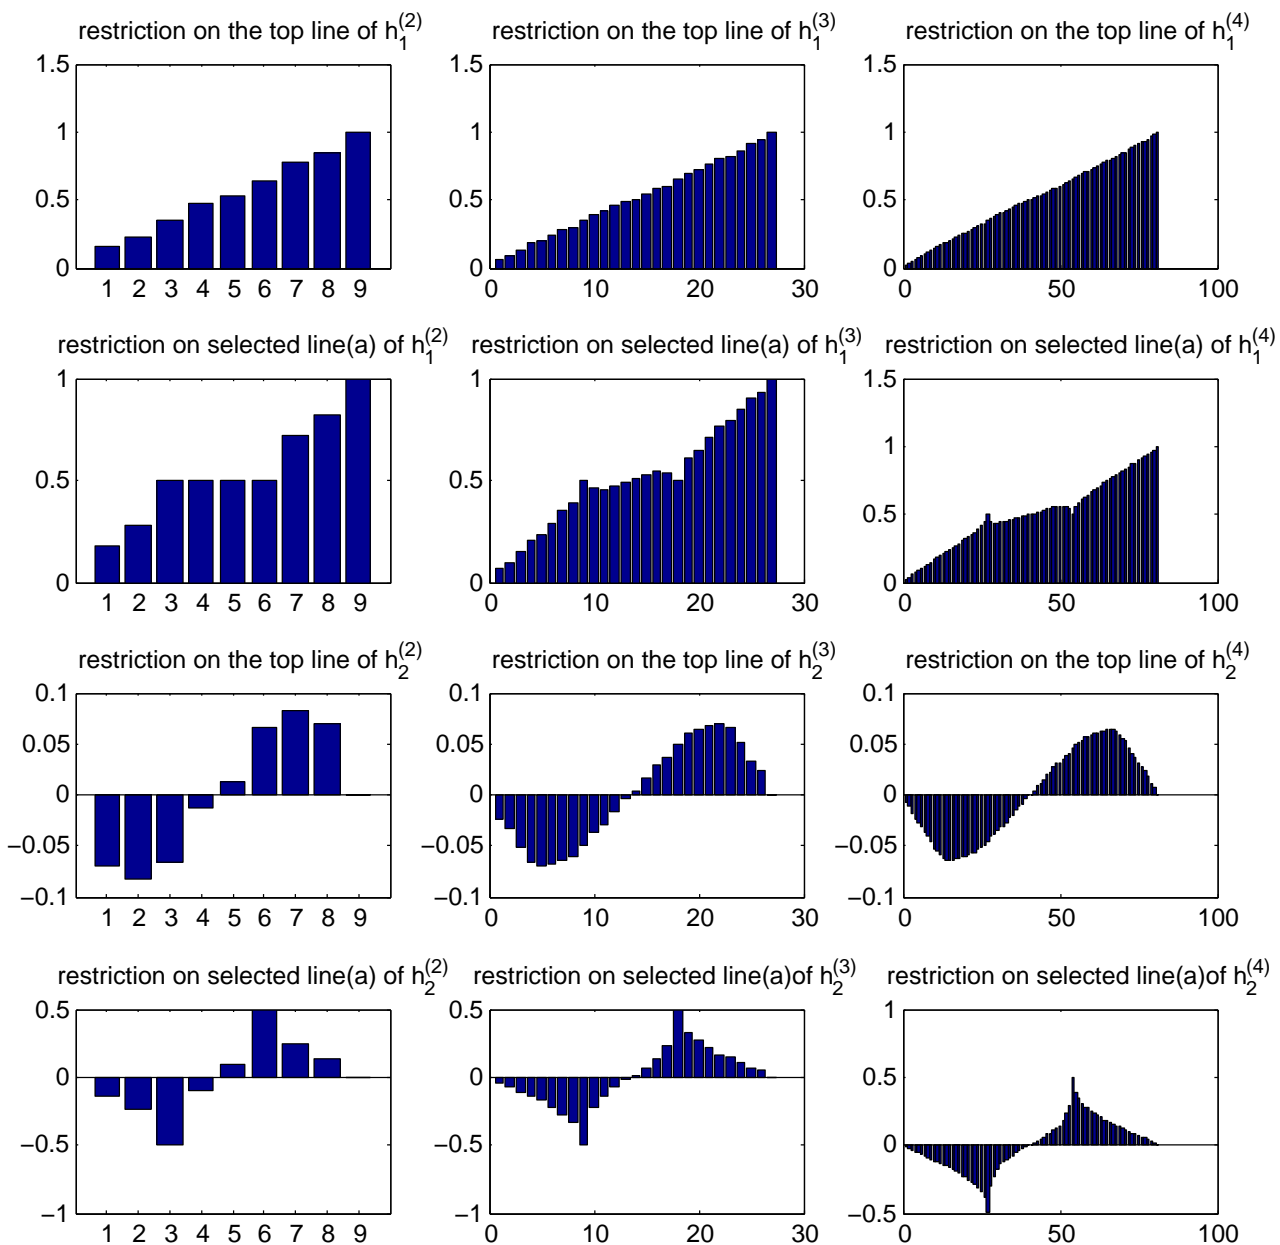 restriction on the top line of h_1^(2)
restriction on the top line of h_1^(3)
restriction on the top line of h_1^(4)
1.5
1
0.5
0
1 2 3 4 5 6 7 8 9
1.5
1
0.5
0
0 10 20 30
1.5
1
0.5
0
0 50 100
restriction on selected line(a) of h_1^(2)
restriction on selected line(a) of h_1^(3)
restriction on selected line(a) of h_1^(4)
1
0.5
0
1 2 3 4 5 6 7 8 9
1
0.5
0
0 10 20 30
1.5
1
0.5
0
0 50 100
restriction on the top line of h_2^(2)
restriction on the top line of h_2^(3)
restriction on the top line of h_2^(4)
0.1
0.05
0
−0.05
−0.1
1 2 3 4 5 6 7 8 9
0.1
0.05
0
−0.05
−0.1
0 10 20 30
0.1
0.05
0
−0.05
−0.1
0 50 100
restriction on selected line(a) of h_2^(2)
restriction on selected line(a)of h_2^(3)
restriction on selected line(a)of h_2^(4)
0.5
0
−0.5
−1
1 2 3 4 5 6 7 8 9
0.5
0
−0.5
−1
0 10 20 30
1
0.5
0
−0.5
0 50 100